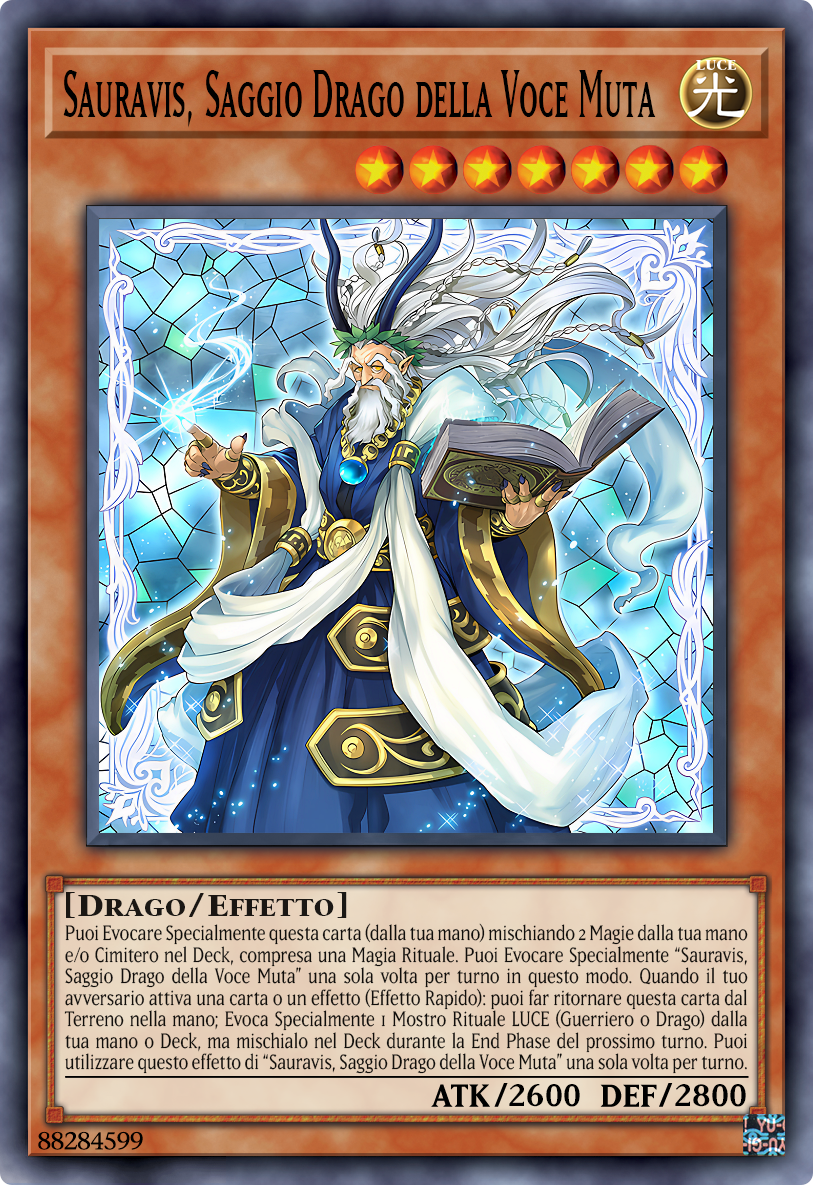 Sauravis, Saggio Drago della Voce Muta
LUCE
光
[Drago/Effetto]
Puoi Evocare Specialmente questa carta (dalla tua mano) mischiando 2 Magie dalla tua mano
e/o Cimitero nel Deck, compresa una Magia Rituale. Puoi Evocare Specialmente “Sauravis,
Saggio Drago della Voce Muta” una sola volta per turno in questo modo. Quando il tuo
avversario attiva una carta o un effetto (Effetto Rapido): puoi far ritornare questa carta dal
Terreno nella mano; Evoca Specialmente 1 Mostro Rituale LUCE (Guerriero o Drago) dalla
tua mano o Deck, ma mischialo nel Deck durante la End Phase del prossimo turno. Puoi
utilizzare questo effetto di “Sauravis, Saggio Drago della Voce Muta” una sola volta per turno.
ATK/2600 DEF/2800
88284599